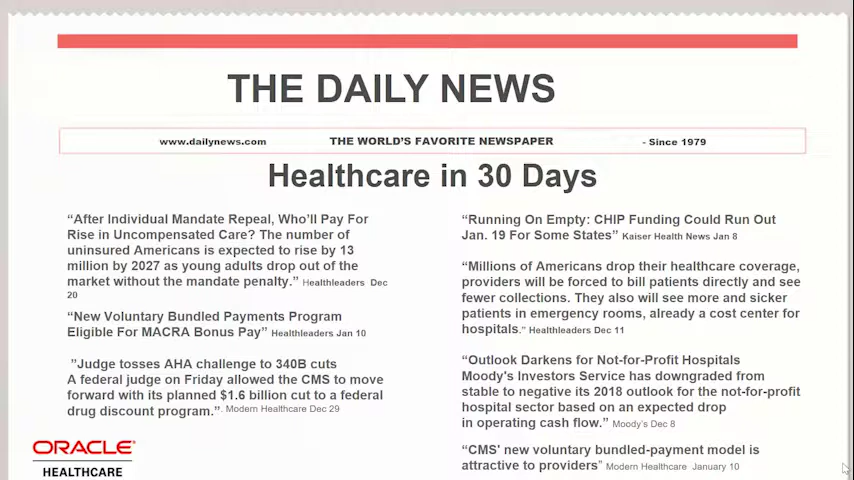 THE DAILY NEWS
www.dailynews.com THE WORLD'S FAVORITE NEWSPAPER - Since 1979
Healthcare in 30 Days
“After Individual Mandate Repeal, Who’ll Pay For
Rise in Uncompensated Care? The number of
uninsured Americans is expected to rise by 13
million by 2027 as young adults drop out of the
market without the mandate penalty.” Healthleaders Dec
20
“New Voluntary Bundled Payments Program
Eligible For MACRA Bonus Pay” Healthleaders Jan 10
”Judge tosses AHA challenge to 340B cuts
A federal judge on Friday allowed the CMS to move
forward with its planned $1.6 billion cut to a federal
drug discount program.”. Modern Healthcare Dec 29
“Running On Empty: CHIP Funding Could Run Out
Jan. 19 For Some States” Kaiser Health News Jan 8
“Millions of Americans drop their healthcare coverage,
providers will be forced to bill patients directly and see
fewer collections. They also will see more and sicker
patients in emergency rooms, already a cost center for
hospitals.” Healthleaders Dec 11
“Outlook Darkens for Not-for-Profit Hospitals
Moody's Investors Service has downgraded from
stable to negative its 2018 outlook for the not-for-profit
hospital sector based on an expected drop
in operating cash flow.” Moody’s Dec 8
“CMS' new voluntary bundled-payment model is
attractive to providers” Modern Healthcare January 10
ORACLE
HEALTHCARE